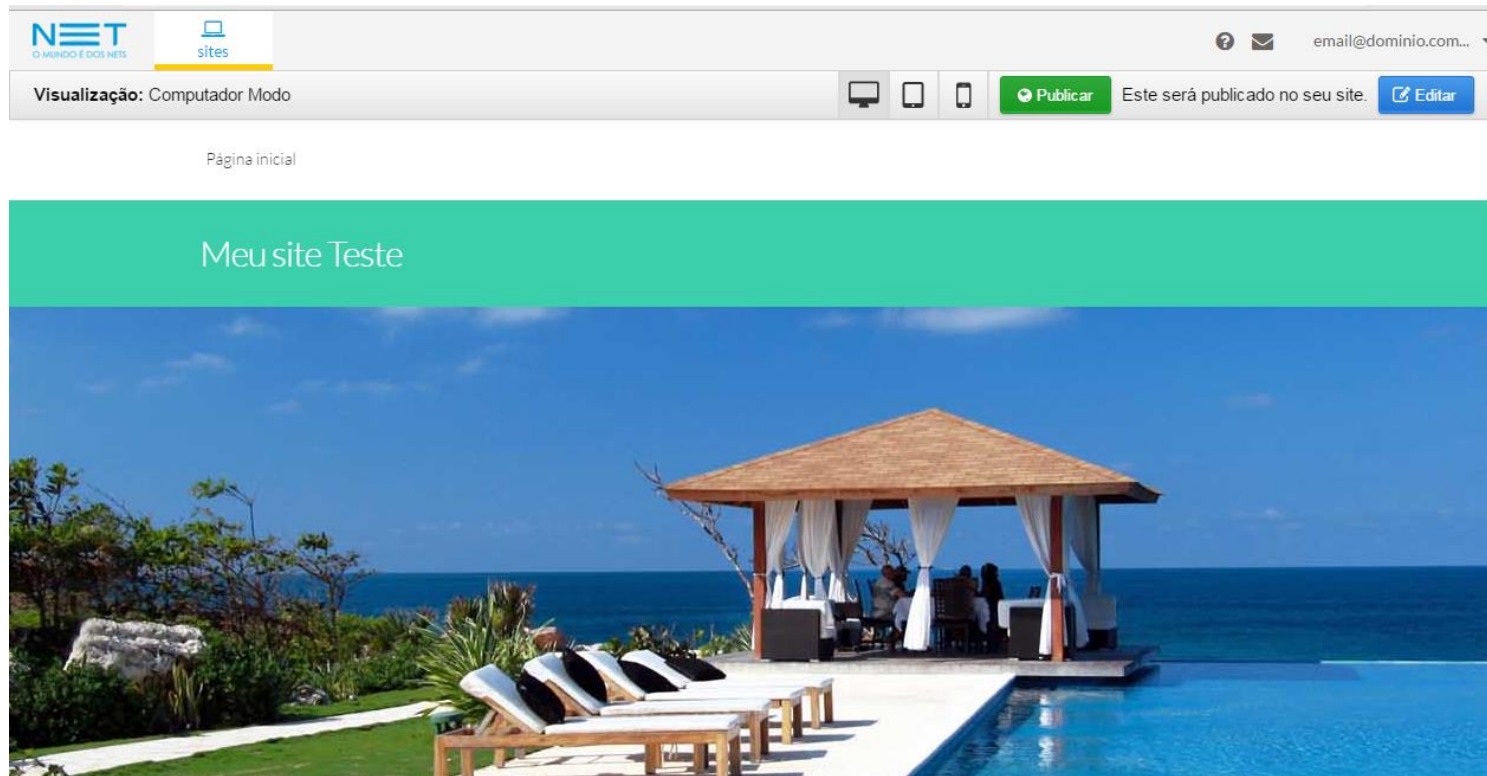 NET
O MUNDO É DOS NETS
sites
email@dominio.com...
Visualização: Computador Modo
Publicar
Este será publicado no seu site.
Editar
Página inicial
Meu site Teste